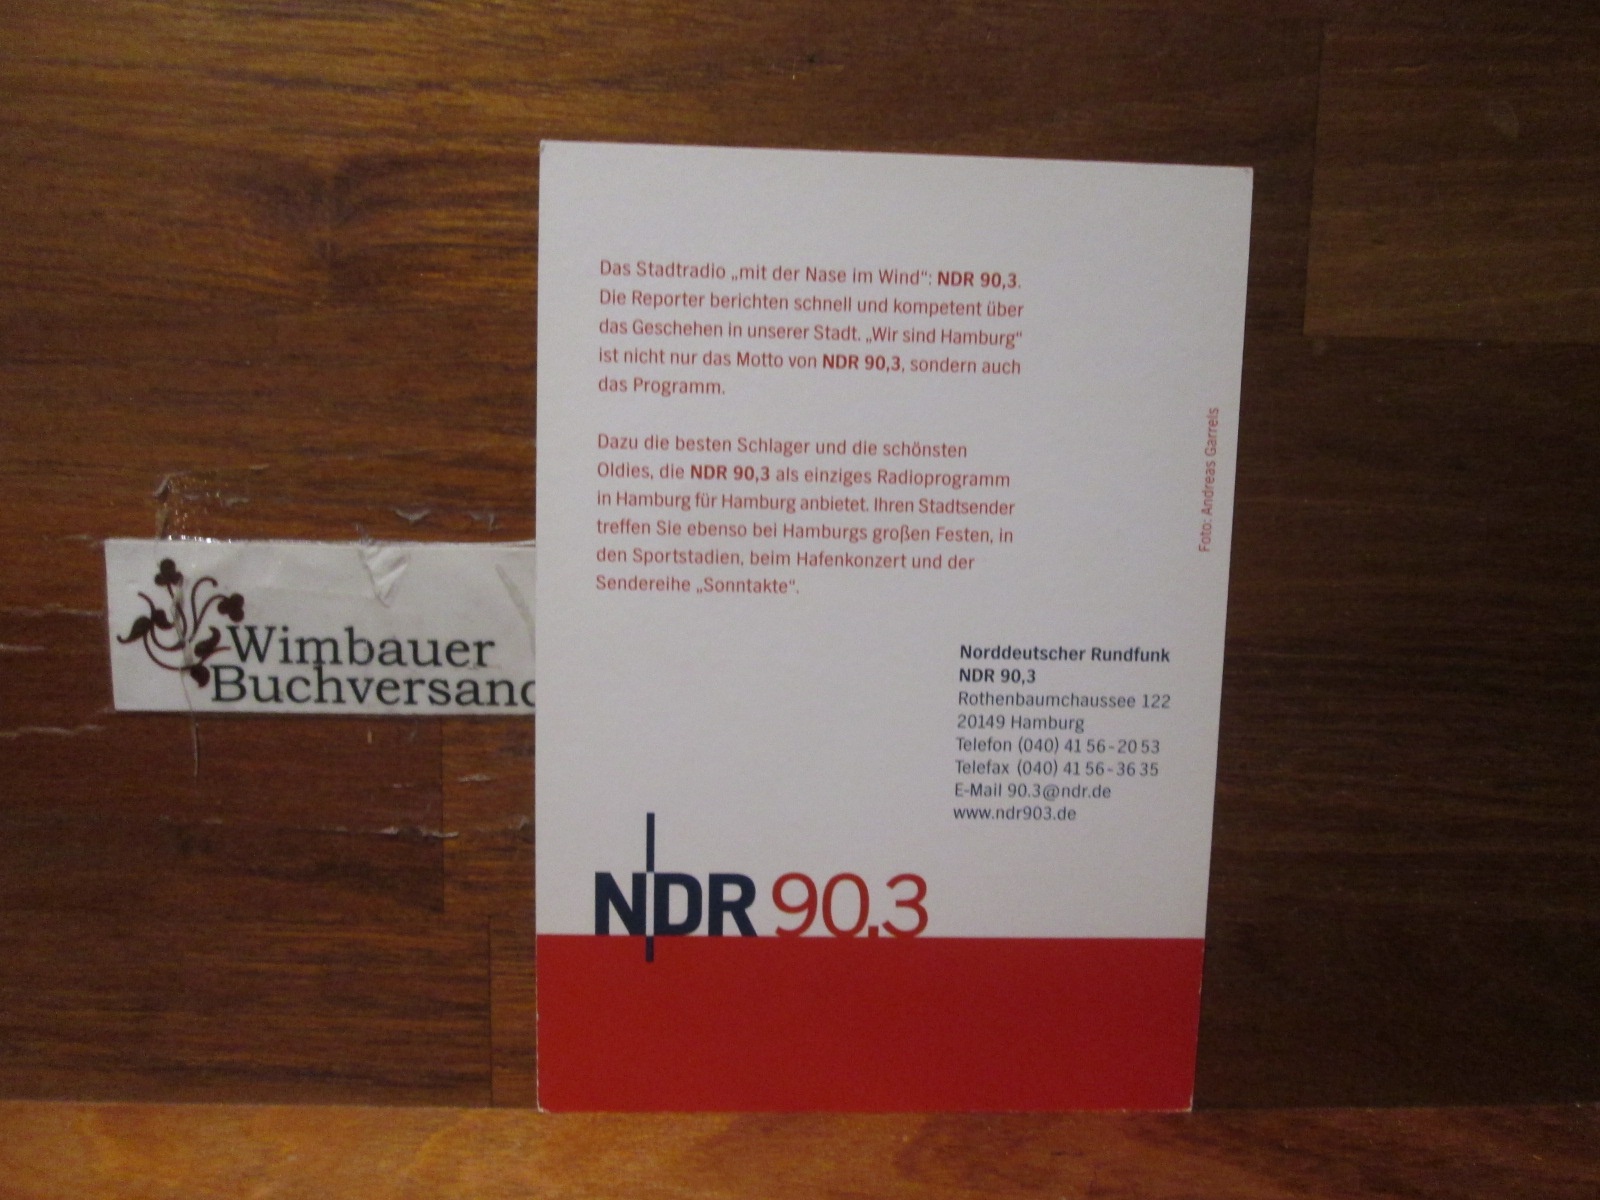 Das Stadtradio „mit der Nase im Wind“: NDR 90,3.
Die Reporter berichten schnell und kompetent über
das Geschehen in unserer Stadt. „Wir sind Hamburg“
ist nicht nur das Motto von NDR 90,3, sondern auch
das Programm.
Dazu die besten Schlager und die schönsten
Oldies, die NDR 90,3 als einziges Radioprogramm
in Hamburg für Hamburg anbietet. Ihren Stadtsender
treffen Sie ebenso bei Hamburgs großen Festen, in
den Sportstadien, beim Hafenkonzert und der
Sendereihe „Sonntakte“.
Foto: Andreas Garrels
Norddeutscher Rundfunk
NDR 90,3
Rothenbaumchaussee 122
20149 Hamburg
Telefon (040) 41 56-20 53
Telefax (040) 41 56-36 35
E-Mail 90.3@ndr.de
www.ndr903.de
NDR 90,3
Wimbauer
Buchversand